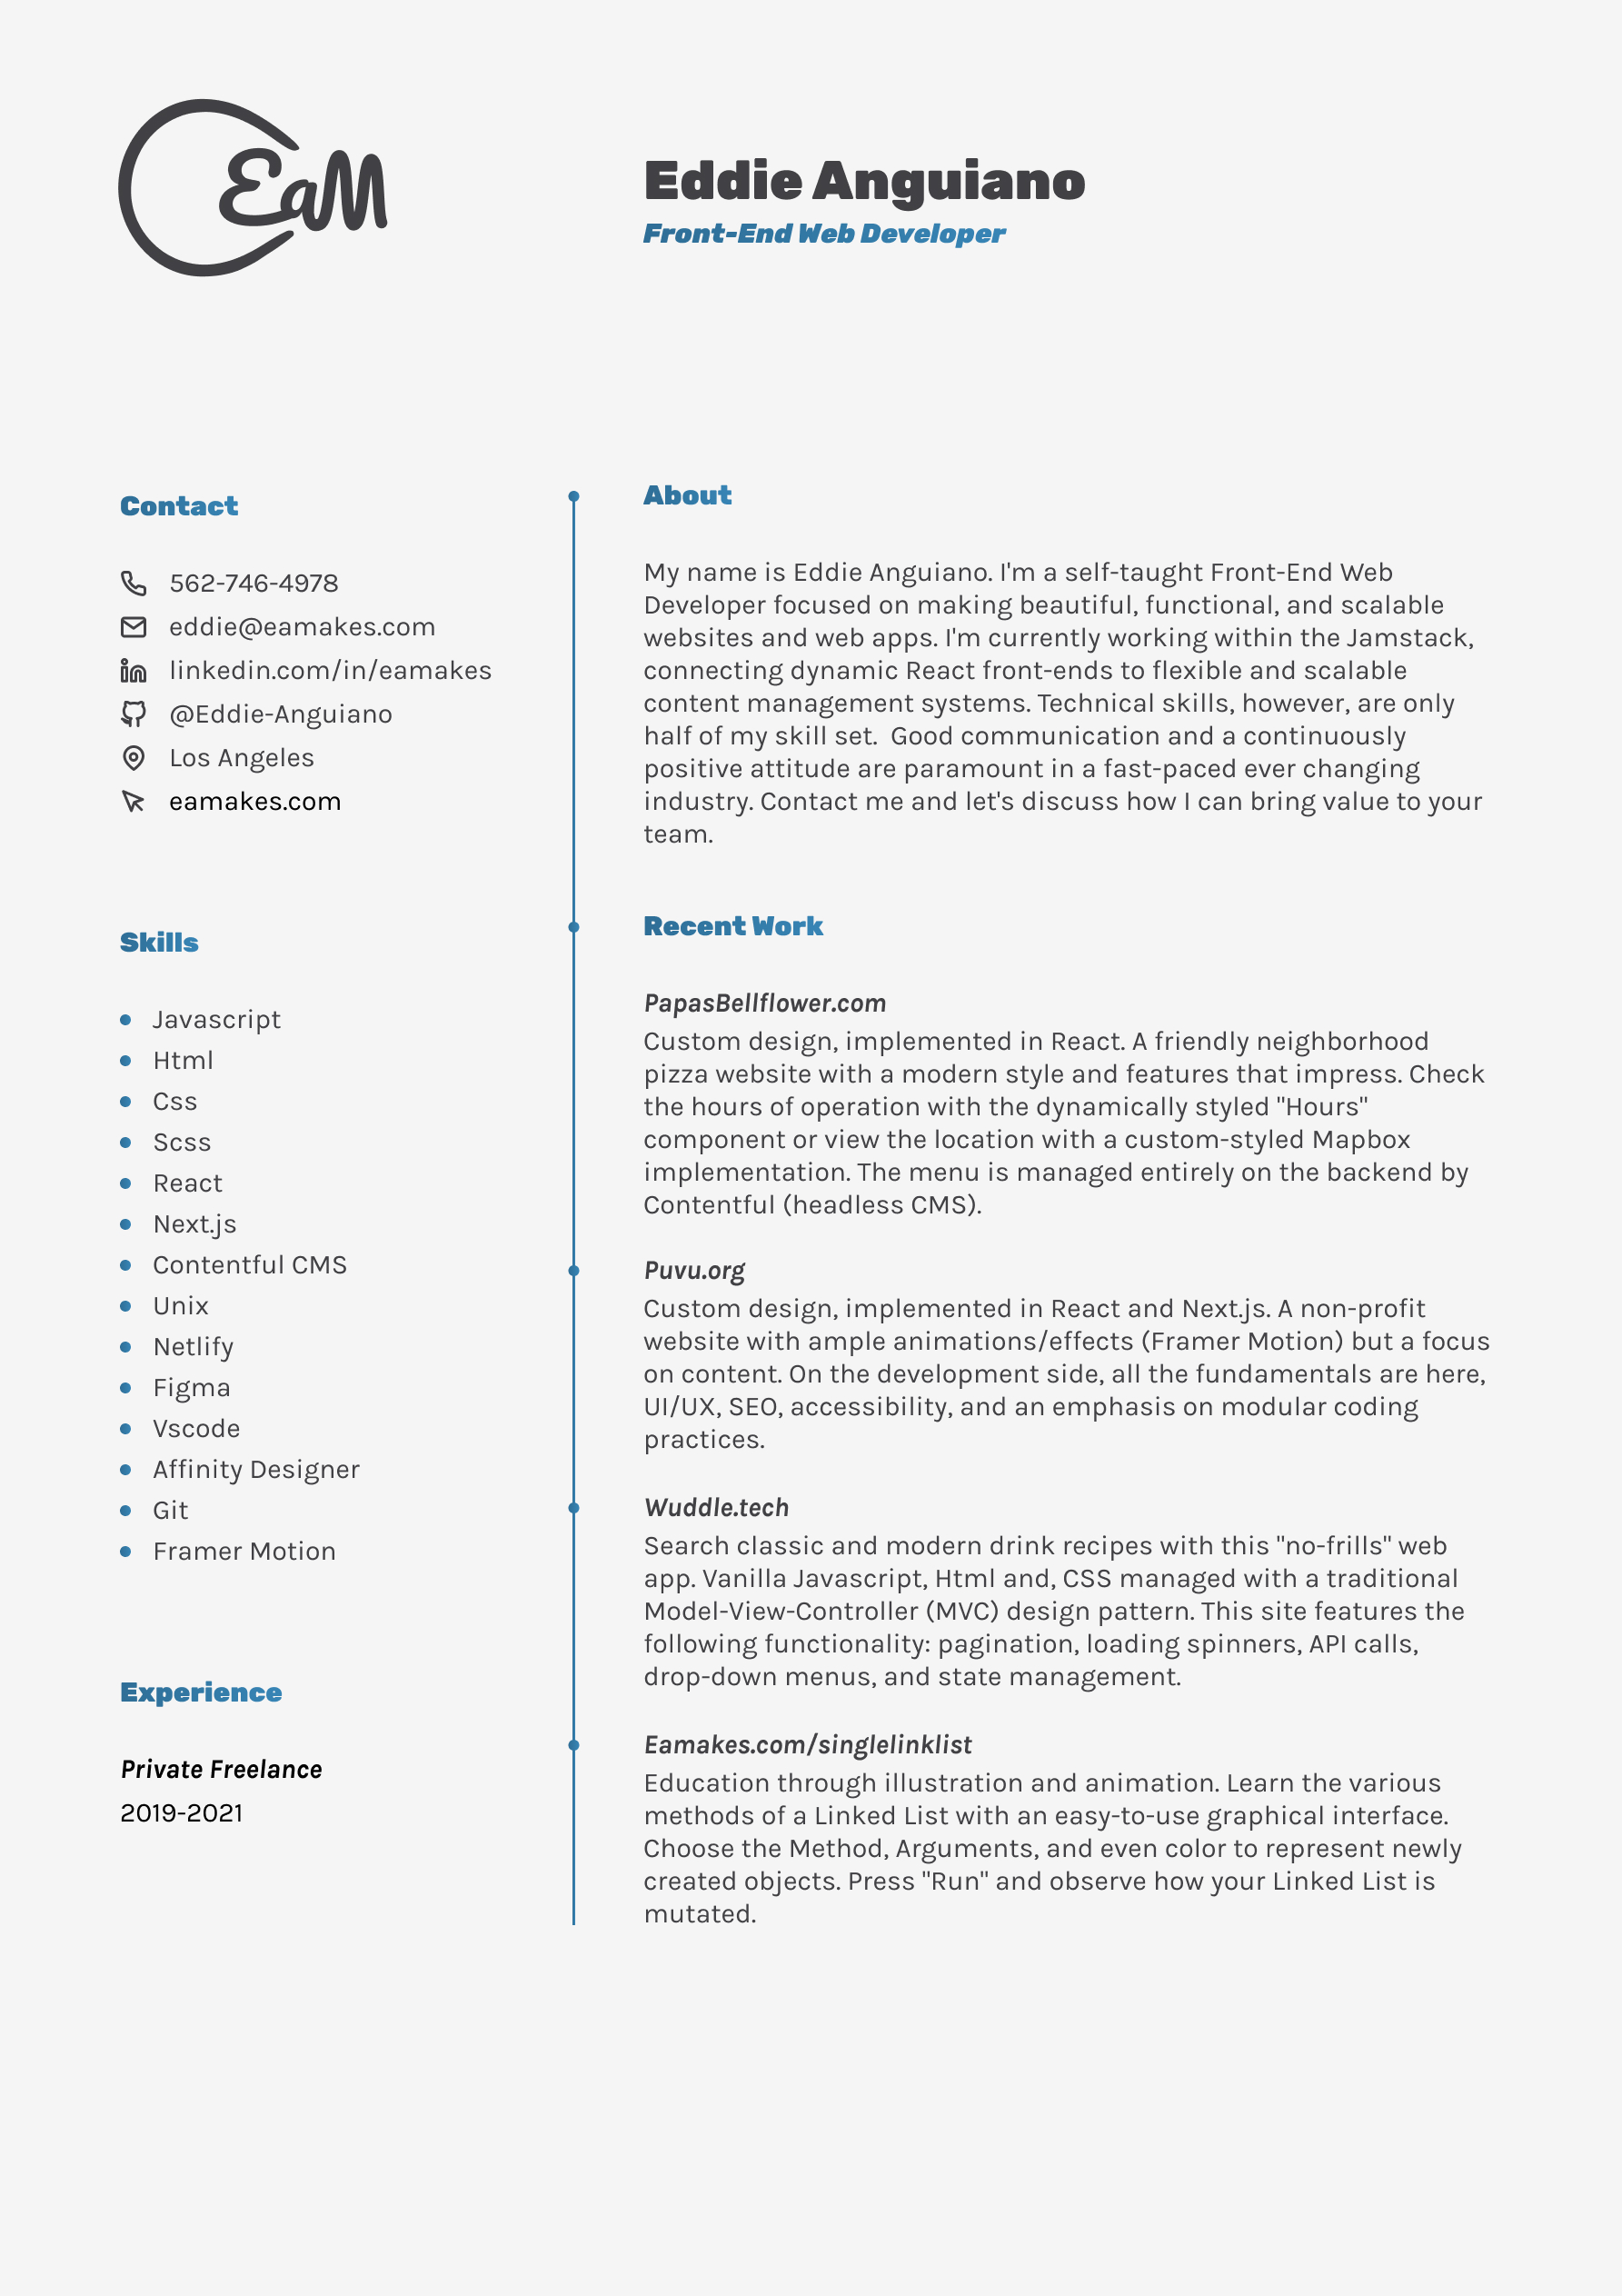 EaM
Eddie Anguiano
Front-End Web Developer
Contact
562-746-4978
eddie@eamakes.com
linkedin.com/in/eamakes
@Eddie-Anguiano
Los Angeles
eamakes.com
Skills
Javascript
Html
Css
Scss
React
Next.js
Contentful CMS
Unix
Netlify
Figma
Vscode
Affinity Designer
Git
Framer Motion
Experience
Private Freelance
2019-2021
About
My name is Eddie Anguiano. I'm a self-taught Front-End Web
Developer focused on making beautiful, functional, and scalable
websites and web apps. I'm currently working within the Jamstack,
connecting dynamic React front-ends to flexible and scalable
content management systems. Technical skills, however, are only
half of my skill set.  Good communication and a continuously
positive attitude are paramount in a fast-paced ever changing
industry. Contact me and let's discuss how I can bring value to your
team.
Recent Work
PapasBellflower.com
Custom design, implemented in React. A friendly neighborhood
pizza website with a modern style and features that impress. Check
the hours of operation with the dynamically styled "Hours"
component or view the location with a custom-styled Mapbox
implementation. The menu is managed entirely on the backend by
Contentful (headless CMS).
Puvu.org
Custom design, implemented in React and Next.js. A non-profit
website with ample animations/effects (Framer Motion) but a focus
on content. On the development side, all the fundamentals are here,
UI/UX, SEO, accessibility, and an emphasis on modular coding
practices.
Wuddle.tech
Search classic and modern drink recipes with this "no-frills" web
app. Vanilla Javascript, Html and, CSS managed with a traditional
Model-View-Controller (MVC) design pattern. This site features the
following functionality: pagination, loading spinners, API calls,
drop-down menus, and state management.
Eamakes.com/singlelinklist
Education through illustration and animation. Learn the various
methods of a Linked List with an easy-to-use graphical interface.
Choose the Method, Arguments, and even color to represent newly
created objects. Press "Run" and observe how your Linked List is
mutated.